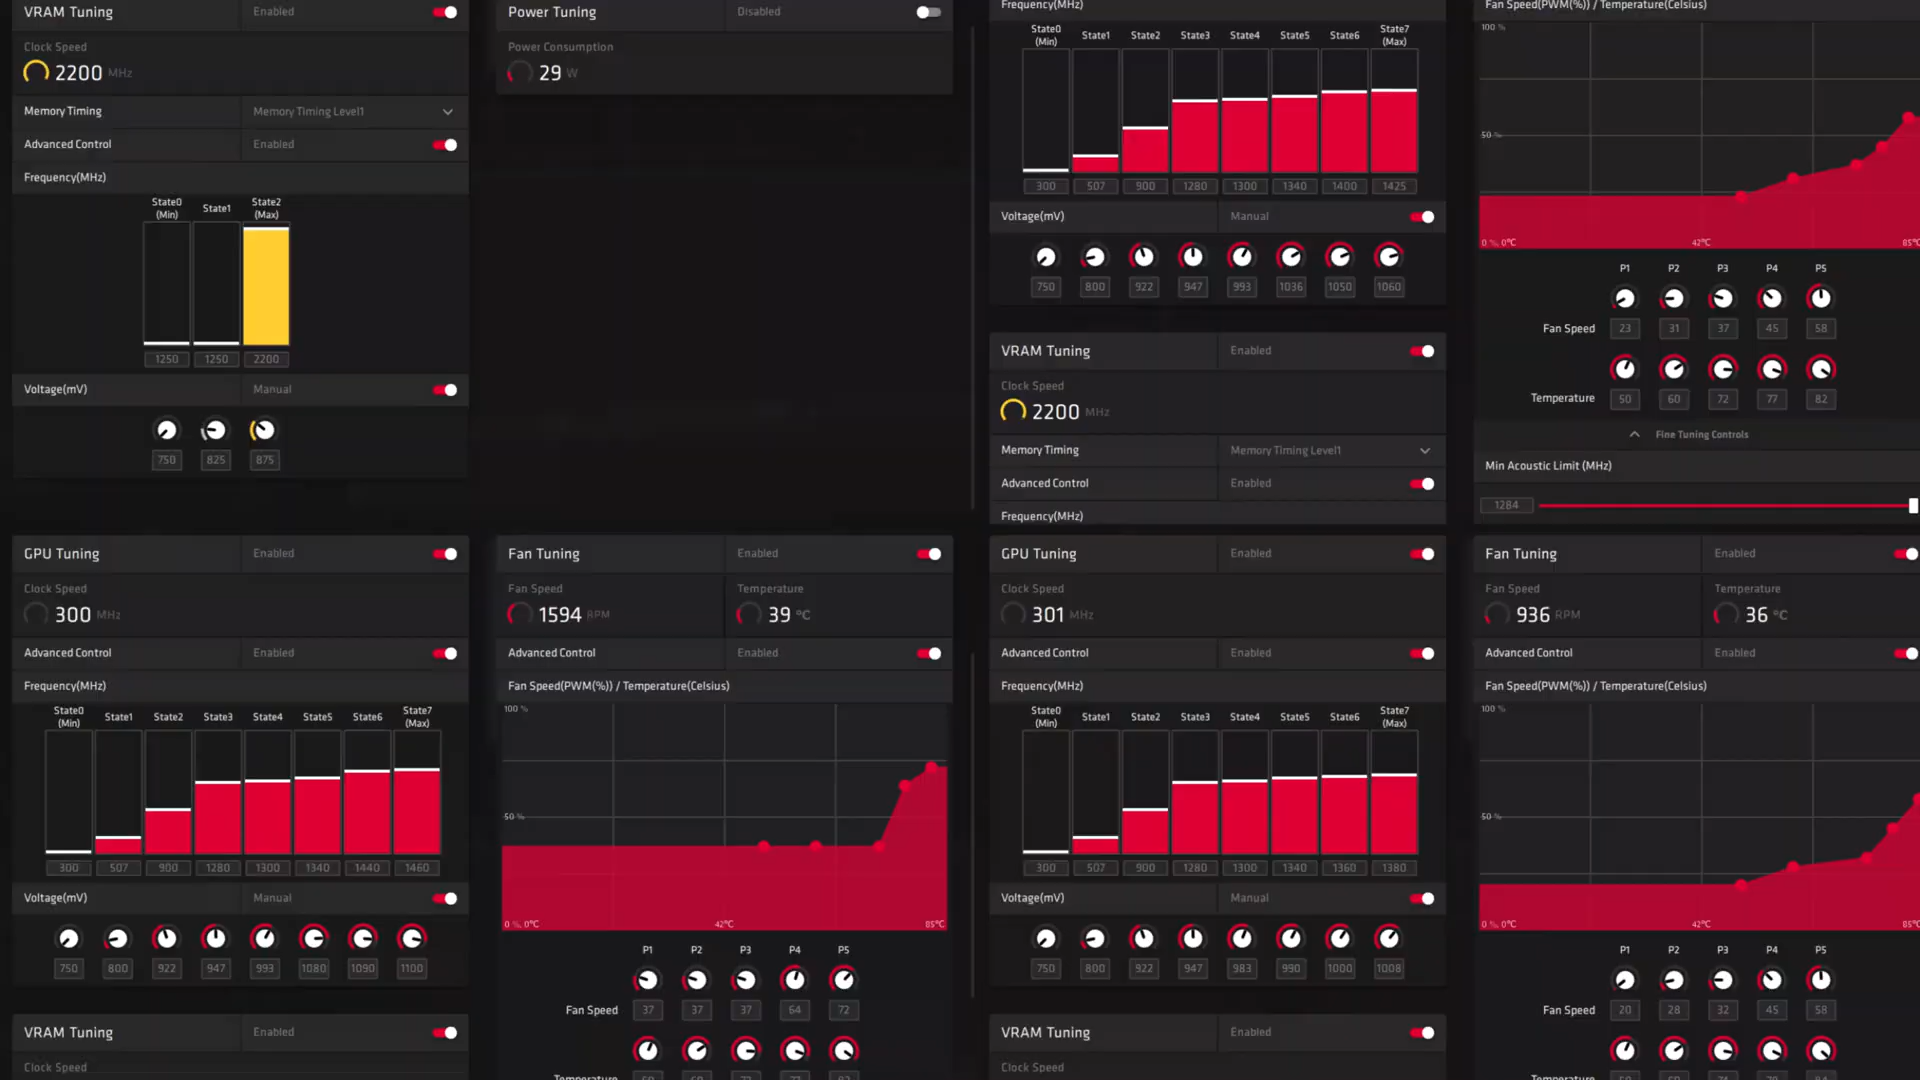 VRAM Tuning Enabled
Clock Speed
2200 MHz
Memory Timing Memory Timing Level1
Advanced Control Enabled
Frequency(MHz)
State0 (Min) State1 State2 (Max)
1250 1250 2200
Voltage(mV) Manual
750 825 875
Power Tuning Disabled
Power Consumption
29 W
Frequency(MHz)
State0 (Min) State1 State2 State3 State4 State5 State6 State7 (Max)
300 507 900 1280 1300 1340 1400 1425
Voltage(mV) Manual
750 800 922 947 993 1036 1050 1060
VRAM Tuning Enabled
Clock Speed
2200 MHz
Memory Timing Memory Timing Level1
Advanced Control Enabled
Frequency(MHz)
Fan Speed(PWM(%)) / Temperature(Celsius)
100 %
50 %
0 %, 0°C 42°C 85°C
P1 P2 P3 P4 P5
Fan Speed 23 31 37 45 58
Temperature 50 60 72 77 82
Fine Tuning Controls
Min Acoustic Limit (MHz)
1284
GPU Tuning Enabled
Clock Speed
300 MHz
Advanced Control Enabled
Frequency(MHz)
State0 (Min) State1 State2 State3 State4 State5 State6 State7 (Max)
300 507 900 1280 1300 1340 1440 1460
Voltage(mV) Manual
750 800 922 947 993 1080 1090 1100
VRAM Tuning Enabled
Clock Speed
Fan Tuning Enabled
Fan Speed Temperature
1594 RPM 39 °C
Advanced Control Enabled
Fan Speed(PWM(%)) / Temperature(Celsius)
100 %
50 %
0 %, 0°C 42°C 85°C
P1 P2 P3 P4 P5
Fan Speed 37 37 37 64 72
Temperature
GPU Tuning Enabled
Clock Speed
301 MHz
Advanced Control Enabled
Frequency(MHz)
State0 (Min) State1 State2 State3 State4 State5 State6 State7 (Max)
300 507 900 1280 1300 1340 1360 1380
Voltage(mV) Manual
750 800 922 947 983 990 1000 1008
VRAM Tuning Enabled
Clock Speed
Fan Tuning Enabled
Fan Speed Temperature
936 RPM 36 °C
Advanced Control Enabled
Fan Speed(PWM(%)) / Temperature(Celsius)
100 %
50 %
0 %, 0°C 42°C 85°C
P1 P2 P3 P4 P5
Fan Speed 20 28 32 45 58
Temperature